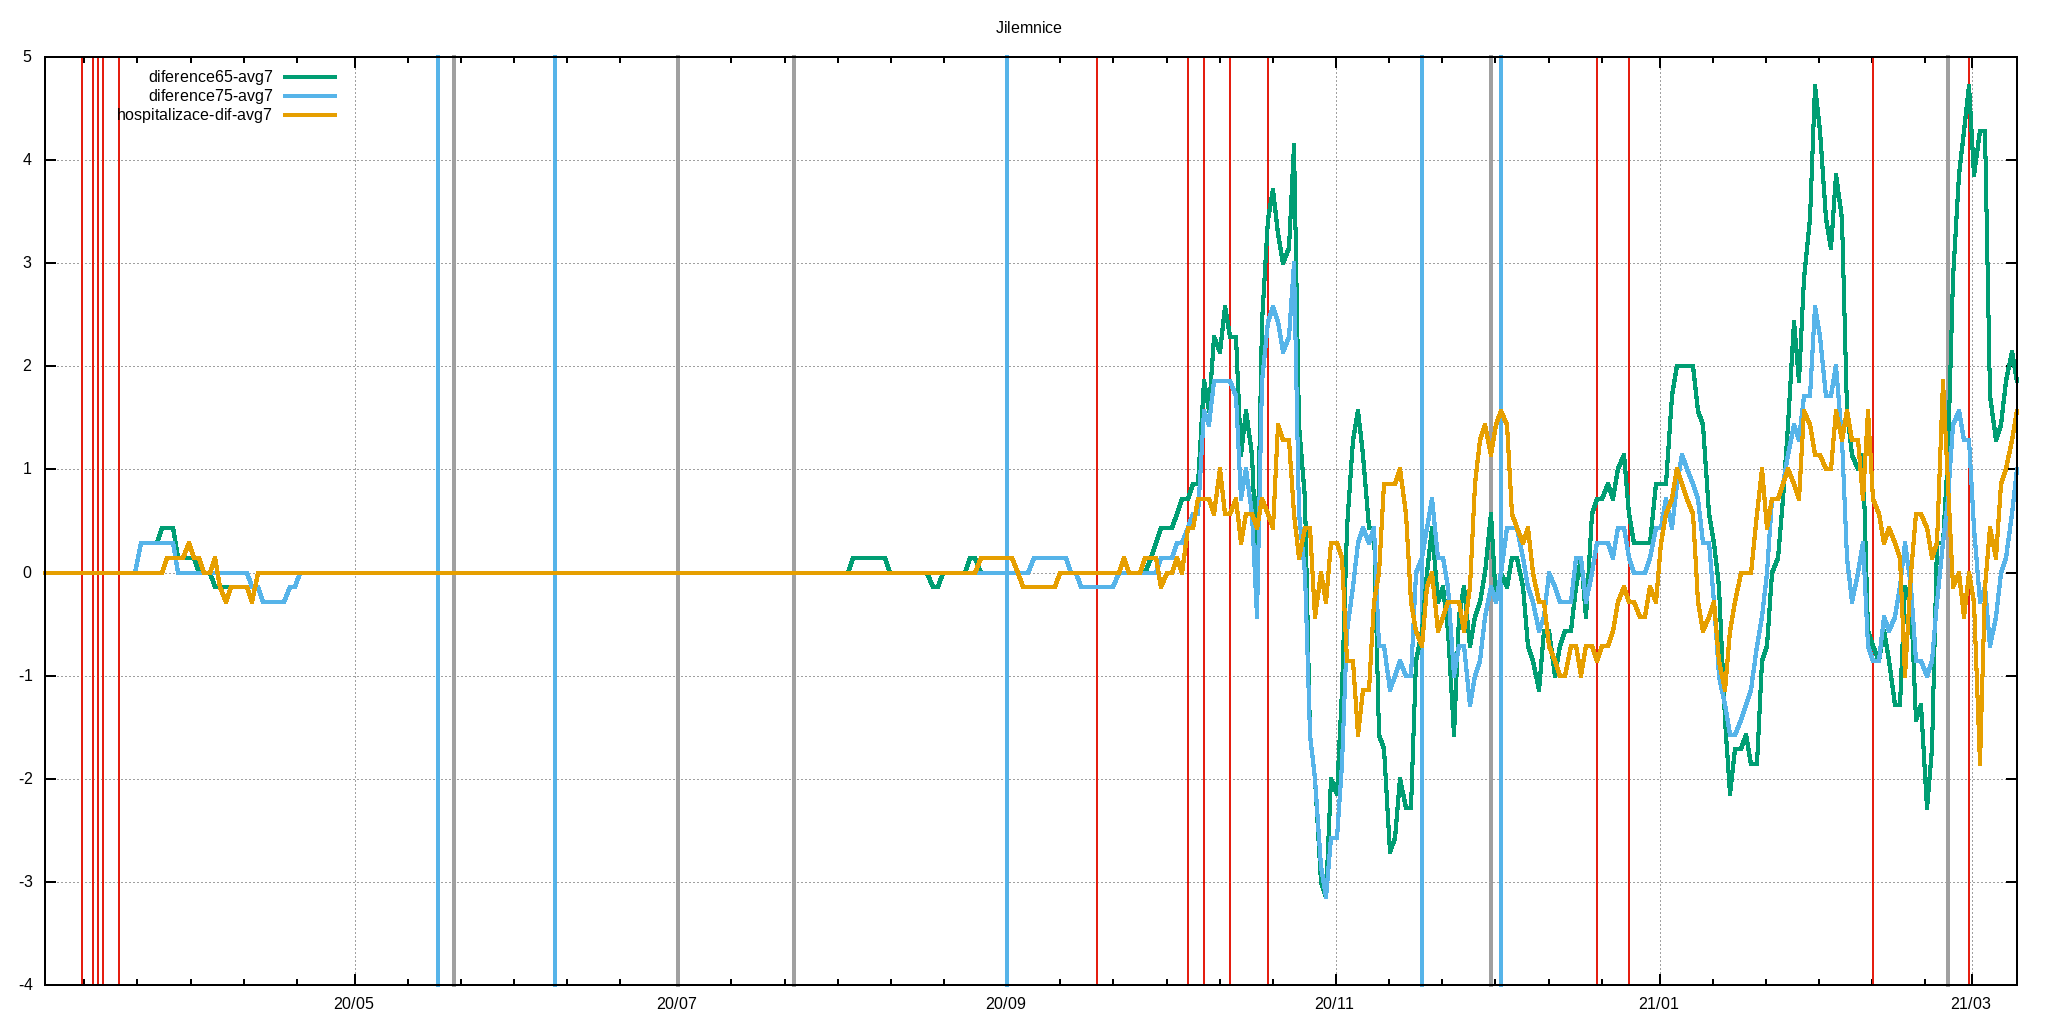 Jilemnice
5
diference65-avg7
diference75-avg7
hospitalizace-dif-avg7
4
3
2
1
0
-1
-2
-3
-4
20/05 20/07 20/09 20/11 21/01 21/03